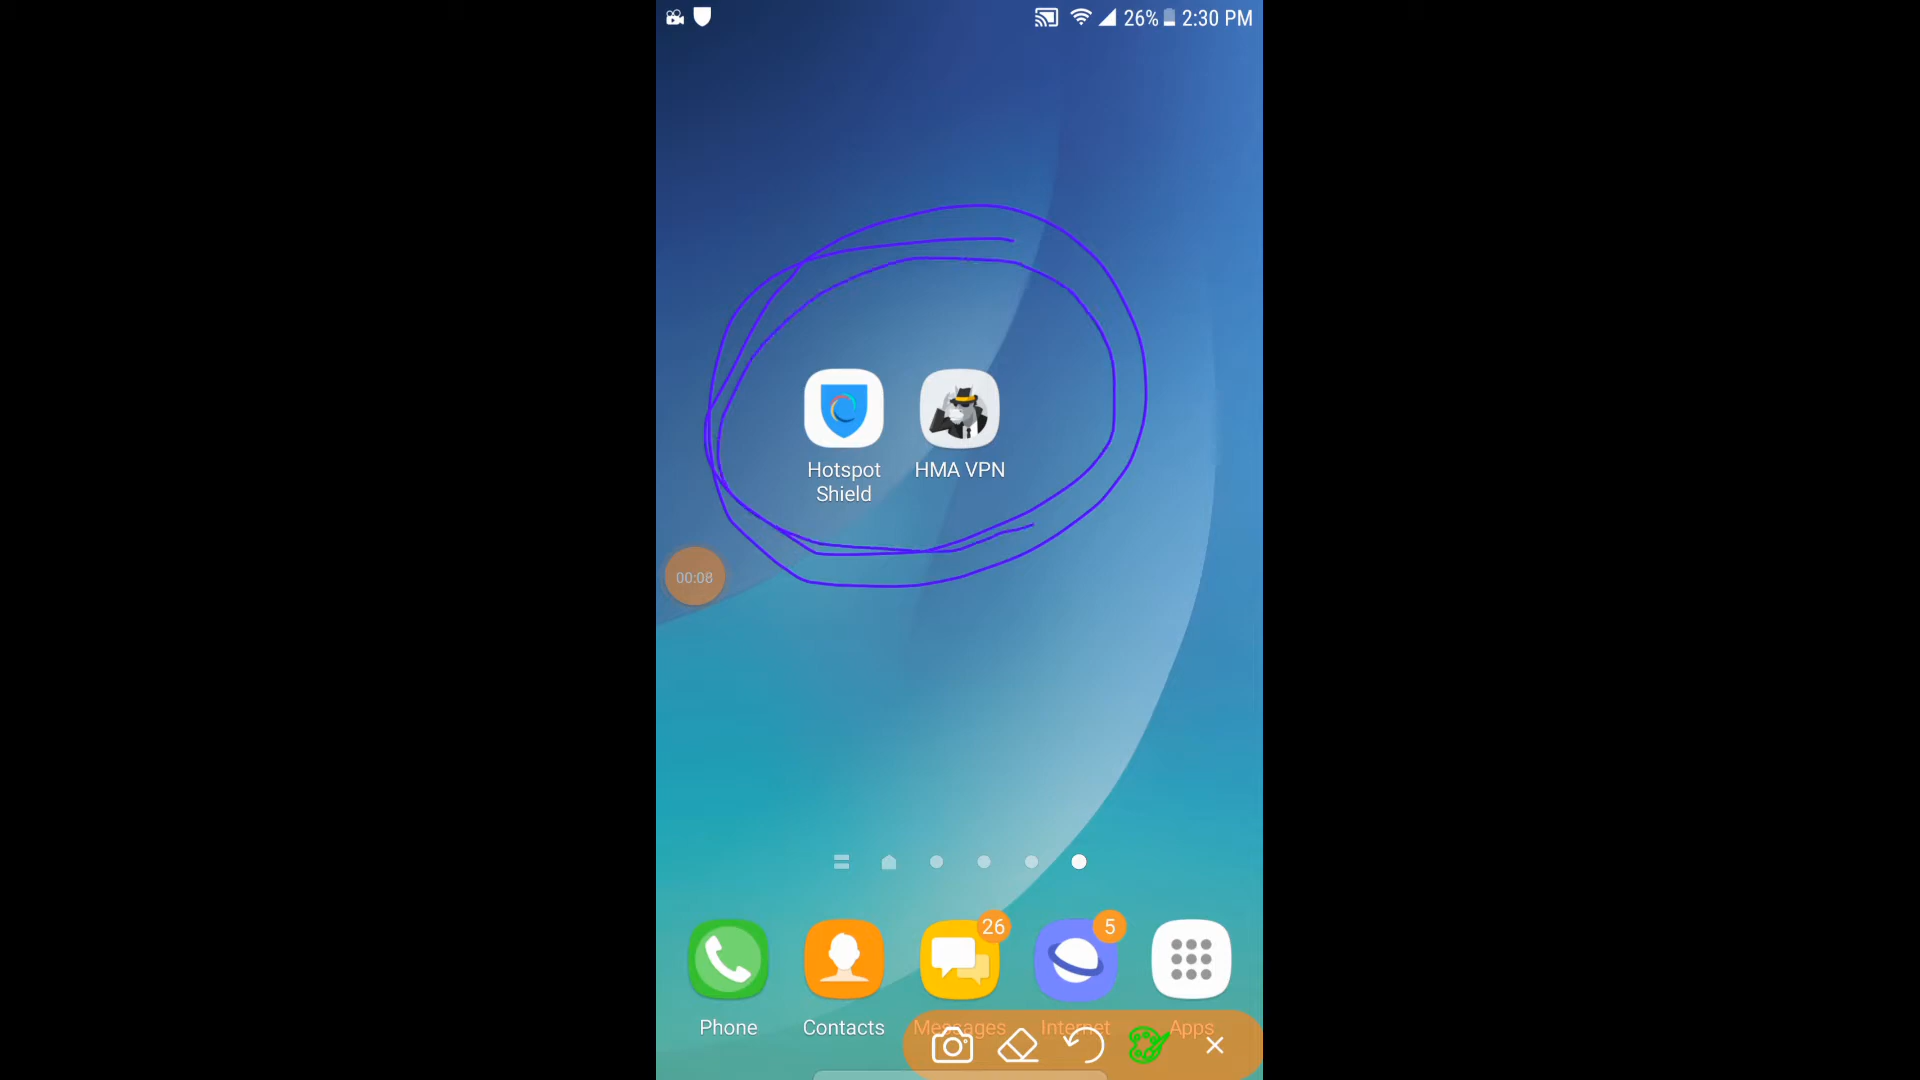 26% 2:30 PM
Hotspot
Shield
HMA VPN
00:08
26
5
Phone
Contacts
Messages
Internet
Apps